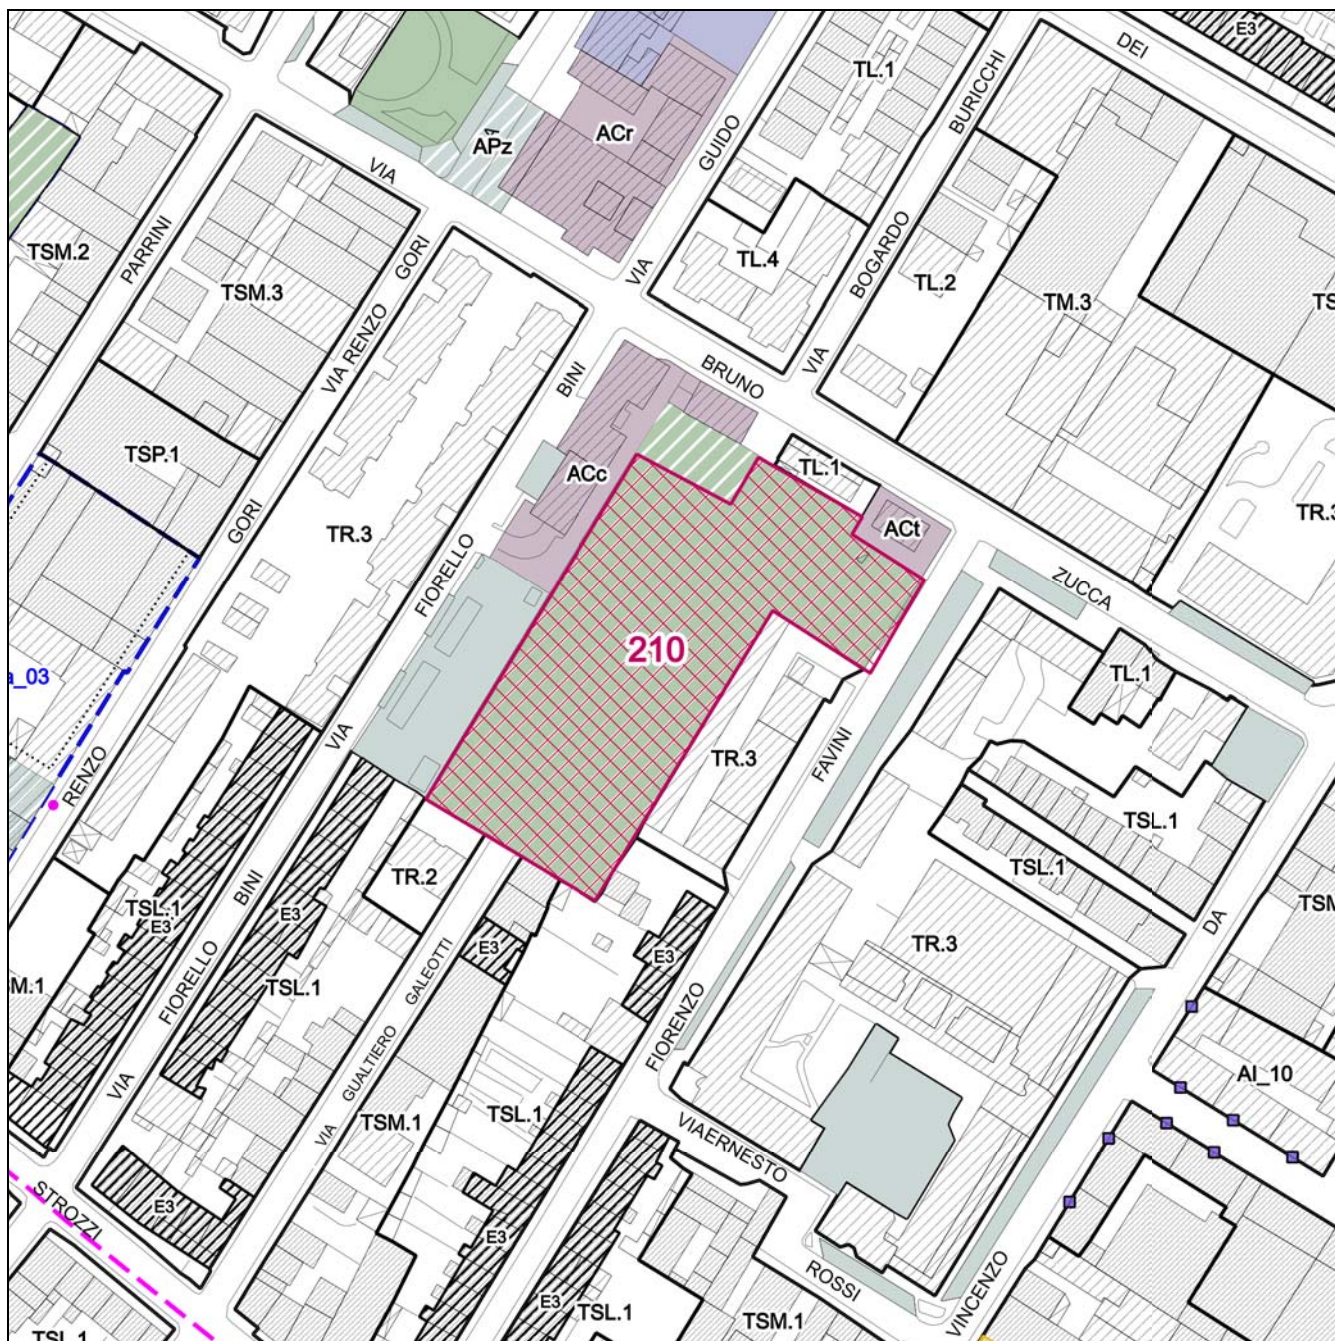 E3
DEI
TL.1
BURICCHI
ACr
APz
GUIDO
VIA
PARRINI
TSM.2
GORI
TSM.3
VIA
TL.4
BOGARDO
TL.2
TM.3
TS
VIA RENZO
BINI
BRUNO
VIA
TSP.1
ACc
TL.1
TR.3
GORI
TR.3
ACt
FIORELLO
ZUCCA
210
a_03
TL.1
VIA
TR.3
FAVINI
RENZO
TSL.1
TR.2
TSL.1
BINI
TSL.1
E3
E3
TSM
DA
TR.3
E3
E3
FIORELLO
M.1
TSL.1
GALEOTTI
FIORENZO
GUALTIERO
AI_10
VIA
TSL.1
TSM.1
VIA
VIAERNESTO
STROZZI
E3
E3
ROSSI
VINCENZO
E3
TSL.1
TSM.1
TSL.1